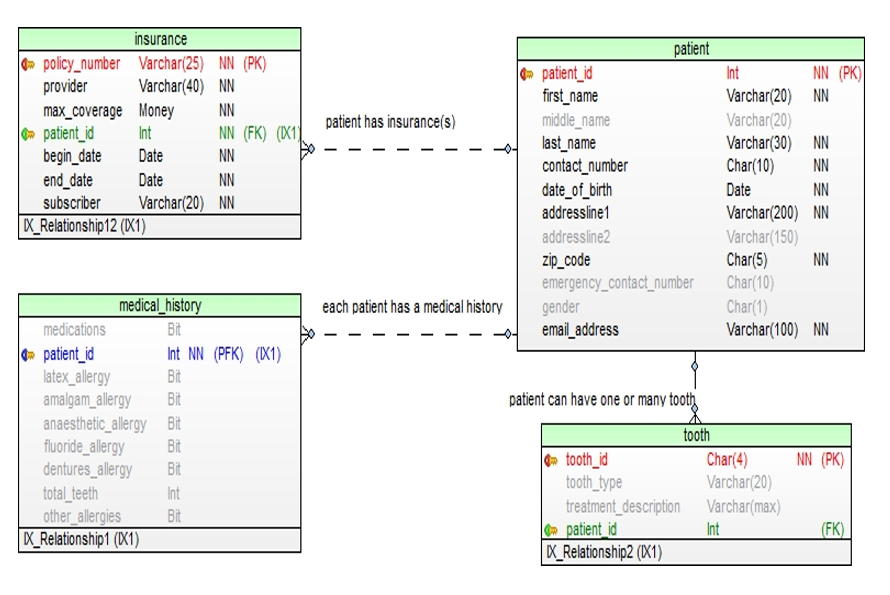 insurance
policy_number Varchar(25) NN (PK)
provider Varchar(40) NN
max_coverage Money NN
patient_id Int NN (FK) (IX1)
begin_date Date NN
end_date Date NN
subscriber Varchar(20) NN
IX_Relationship12 (IX1)
patient has insurance(s)
patient
patient_id Int NN (PK)
first_name Varchar(20) NN
middle_name Varchar(20)
last_name Varchar(30) NN
contact_number Char(10) NN
date_of_birth Date NN
addressline1 Varchar(200) NN
addressline2 Varchar(150)
zip_code Char(5) NN
emergency_contact_number Char(10)
gender Char(1)
email_address Varchar(100) NN
each patient has a medical history
medical_history
medications Bit
patient_id Int NN (PFK) (IX1)
latex_allergy Bit
amalgam_allergy Bit
anaesthetic_allergy Bit
fluoride_allergy Bit
dentures_allergy Bit
total_teeth Int
other_allergies Bit
IX_Relationship1 (IX1)
patient can have one or many tooth
tooth
tooth_id Char(4) NN (PK)
tooth_type Varchar(20)
treatment_description Varchar(max)
patient_id Int (FK)
IX_Relationship2 (IX1)